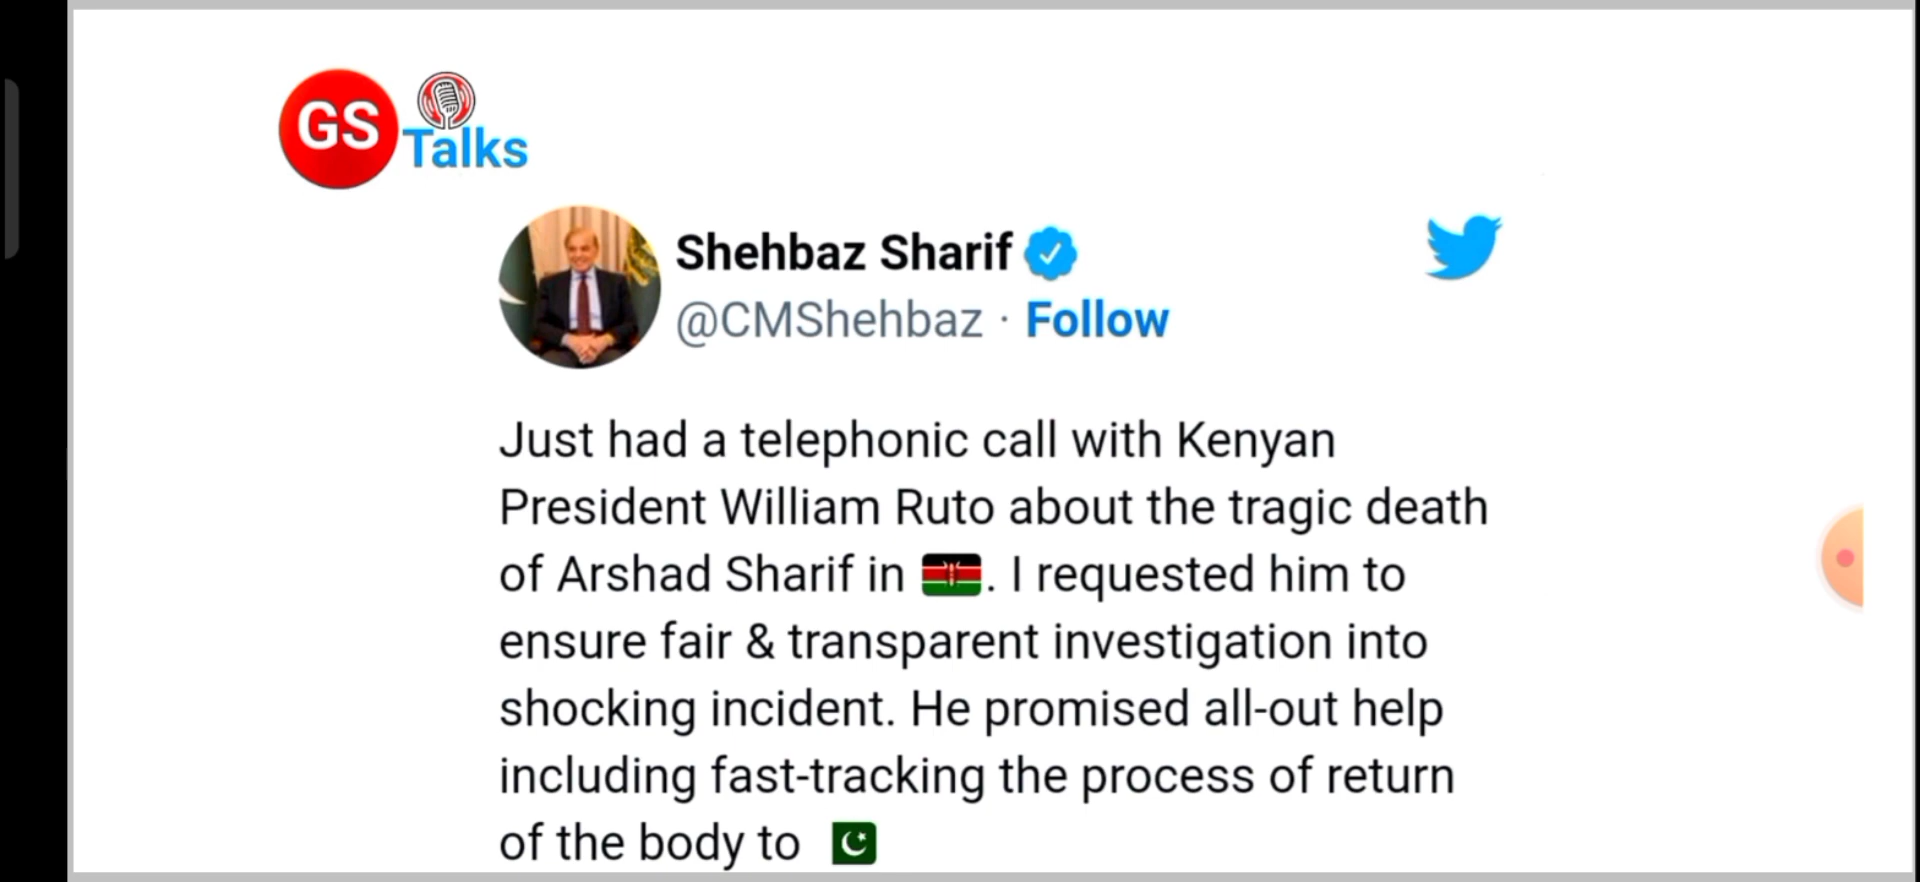 GS
Talks
Shehbaz Sharif
@CMShehbaz · Follow
Just had a telephonic call with Kenyan
President William Ruto about the tragic death
of Arshad Sharif in 🇰🇪. I requested him to
ensure fair & transparent investigation into
shocking incident. He promised all-out help
including fast-tracking the process of return
of the body to 🇵🇰